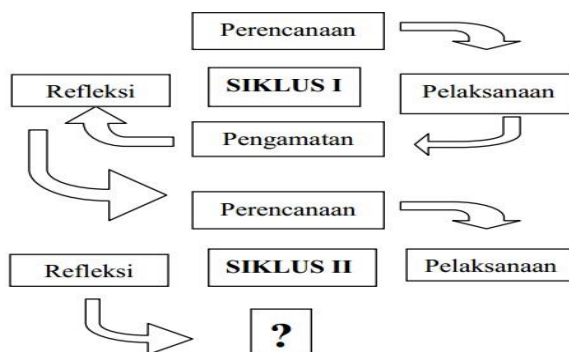 Perencanaan
Refleksi
SIKLUS I
Pelaksanaan
Pengamatan
Perencanaan
Refleksi
SIKLUS II
Pelaksanaan
?